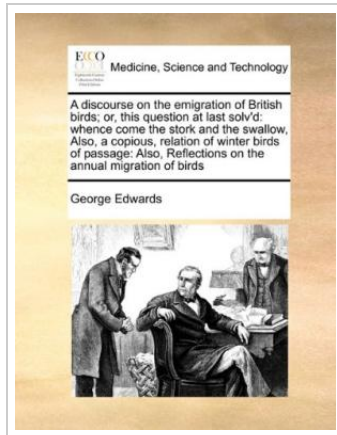 ECCO
Medicine, Science and Technology
A discourse on the emigration of British
birds; or, this question at last solv'd:
whence come the stork and the swallow,
Also, a copious, relation of winter birds
of passage: Also, Reflections on the
annual migration of birds
George Edwards